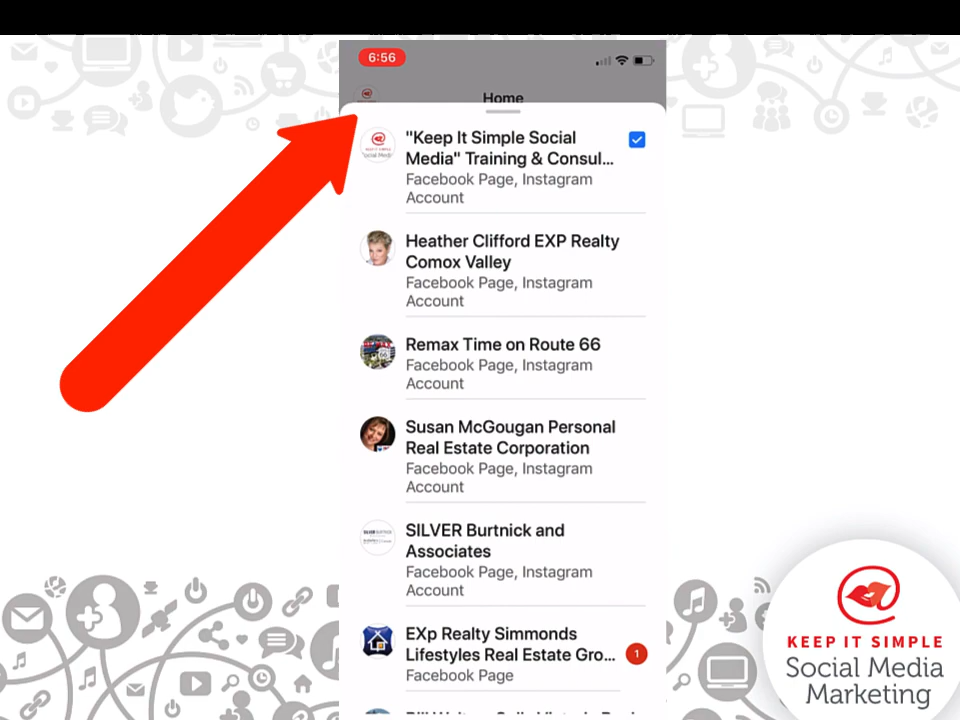 6:56
Home
"Keep It Simple Social
Media" Training & Consul...
Facebook Page, Instagram
Account
Heather Clifford EXP Realty
Comox Valley
Facebook Page, Instagram
Account
Remax Time on Route 66
Facebook Page, Instagram
Account
Susan McGougan Personal
Real Estate Corporation
Facebook Page, Instagram
Account
SILVER Burtnick and
Associates
Facebook Page, Instagram
Account
EXp Realty Simmonds
Lifestyles Real Estate Gro...
1
Facebook Page
KEEP IT SIMPLE
Social Media
Marketing